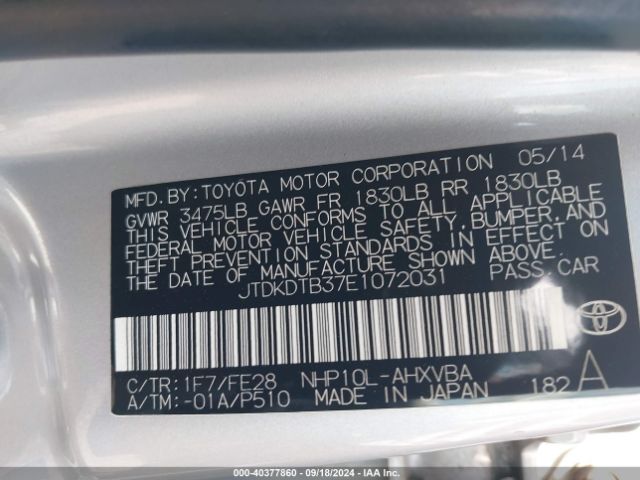 MFD.BY:TOYOTA MOTOR CORPORATION 05/14
GVWR 3475LB GAWR FR 1830LB RR 1830LB
THIS VEHICLE CONFORMS TO ALL APPLICABLE
FEDERAL MOTOR VEHICLE SAFETY,BUMPER,AND
THEFT PREVENTION STANDARDS IN EFFECT ON
THE DATE OF MANUFACTURE SHOWN ABOVE.
JTDKDTB37E1072031 PASS.CAR
C/TR:1F7/FE28 NHP10L-AHXVBA
A/TM:-01A/P510 MADE IN JAPAN 182 A
000-40377860 - 09/18/2024 - IAA Inc.